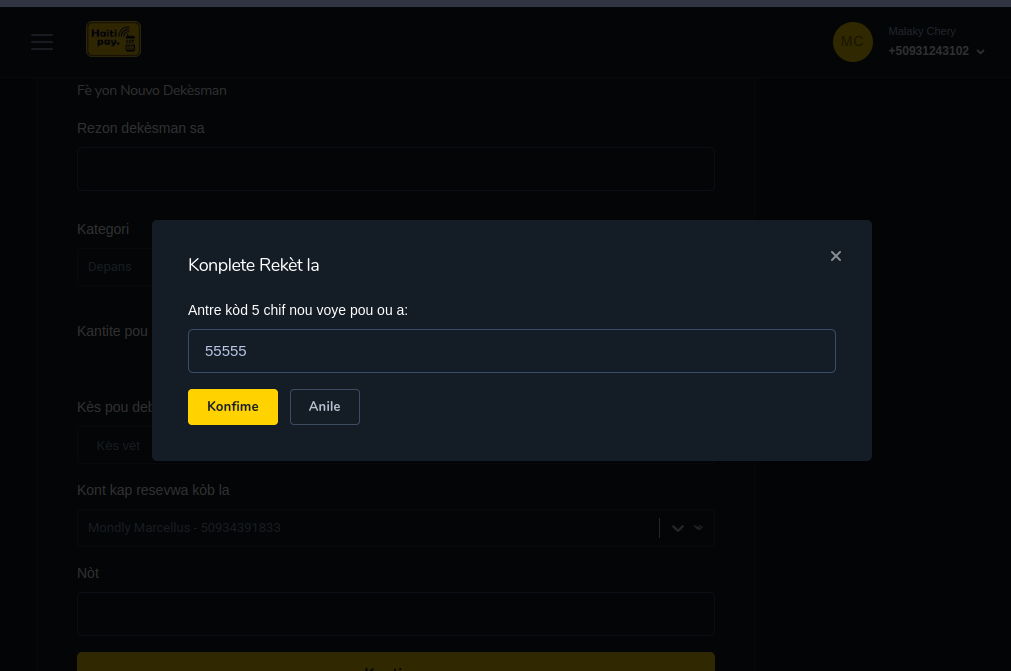 Haiti
pay.
MC
Malaky Chery
+50931243102
Fè yon Nouvo Dekèsman
Rezon dekèsman sa
Kategori
Depans
Konplete Rekèt la
Antre kòd 5 chif nou voye pou ou a:
55555
Konfime
Anile
Kantite pou
Kès pou deb
Kès vèt
Kont kap resevwa kòb la
Mondly Marcellus - 50934391833
Nòt